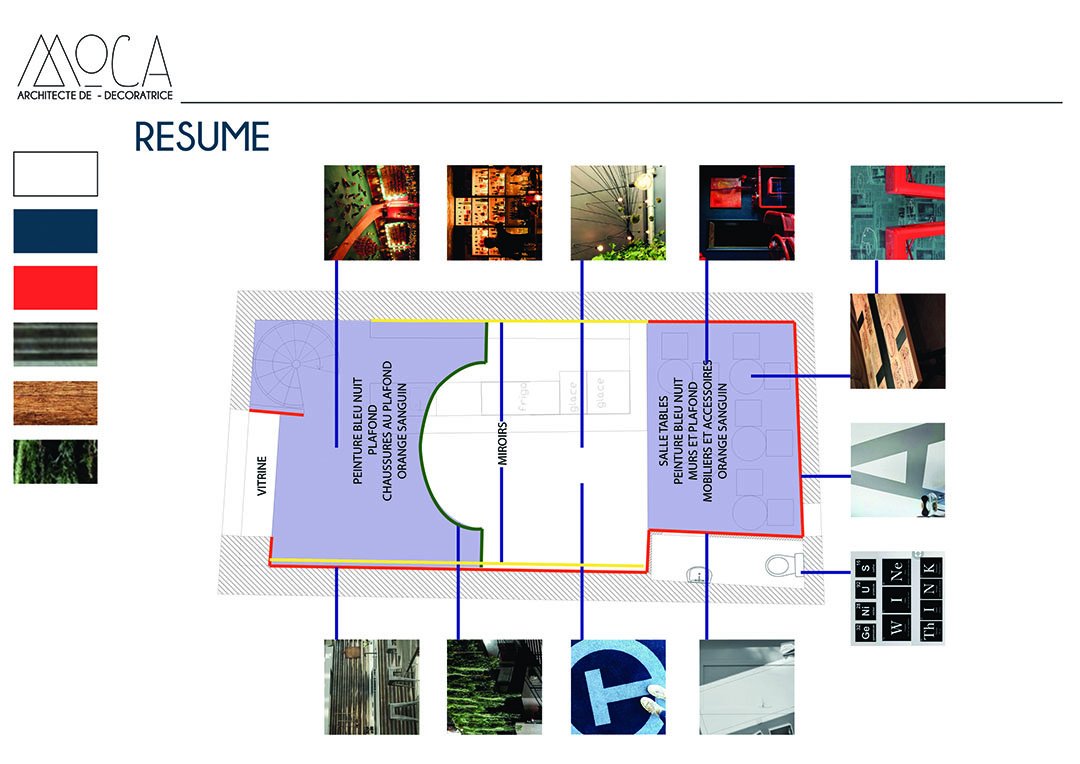 MOCA
ARCHITECTE DE - DECORATRICE
RESUME
VITRINE
PEINTURE BLEU NUIT
PLAFOND
CHAUSSURES AU PLAFOND
ORANGE SANGUIN
frigo
glace
glace
MIROIRS
SALLE TABLES
PEINTURE BLEU NUIT
MURS ET PLAFOND
MOBILIERS ET ACCESSOIRES
ORANGE SANGUIN
A
T
Ge Ni U S
W I Ne
Th I N K